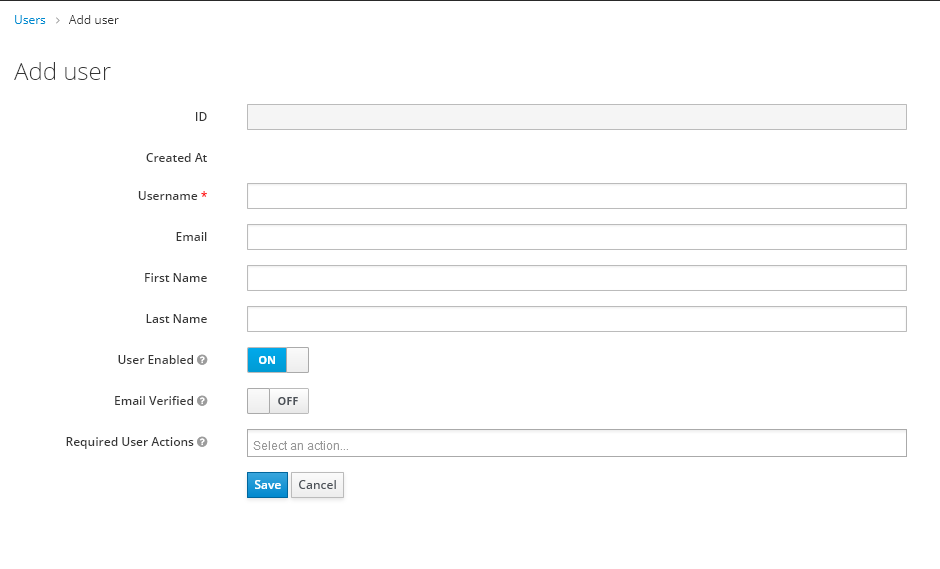 Users > Add user
Add user
ID
Created At
Username *
Email
First Name
Last Name
User Enabled ? ON
Email Verified ? OFF
Required User Actions ? Select an action...
Save Cancel